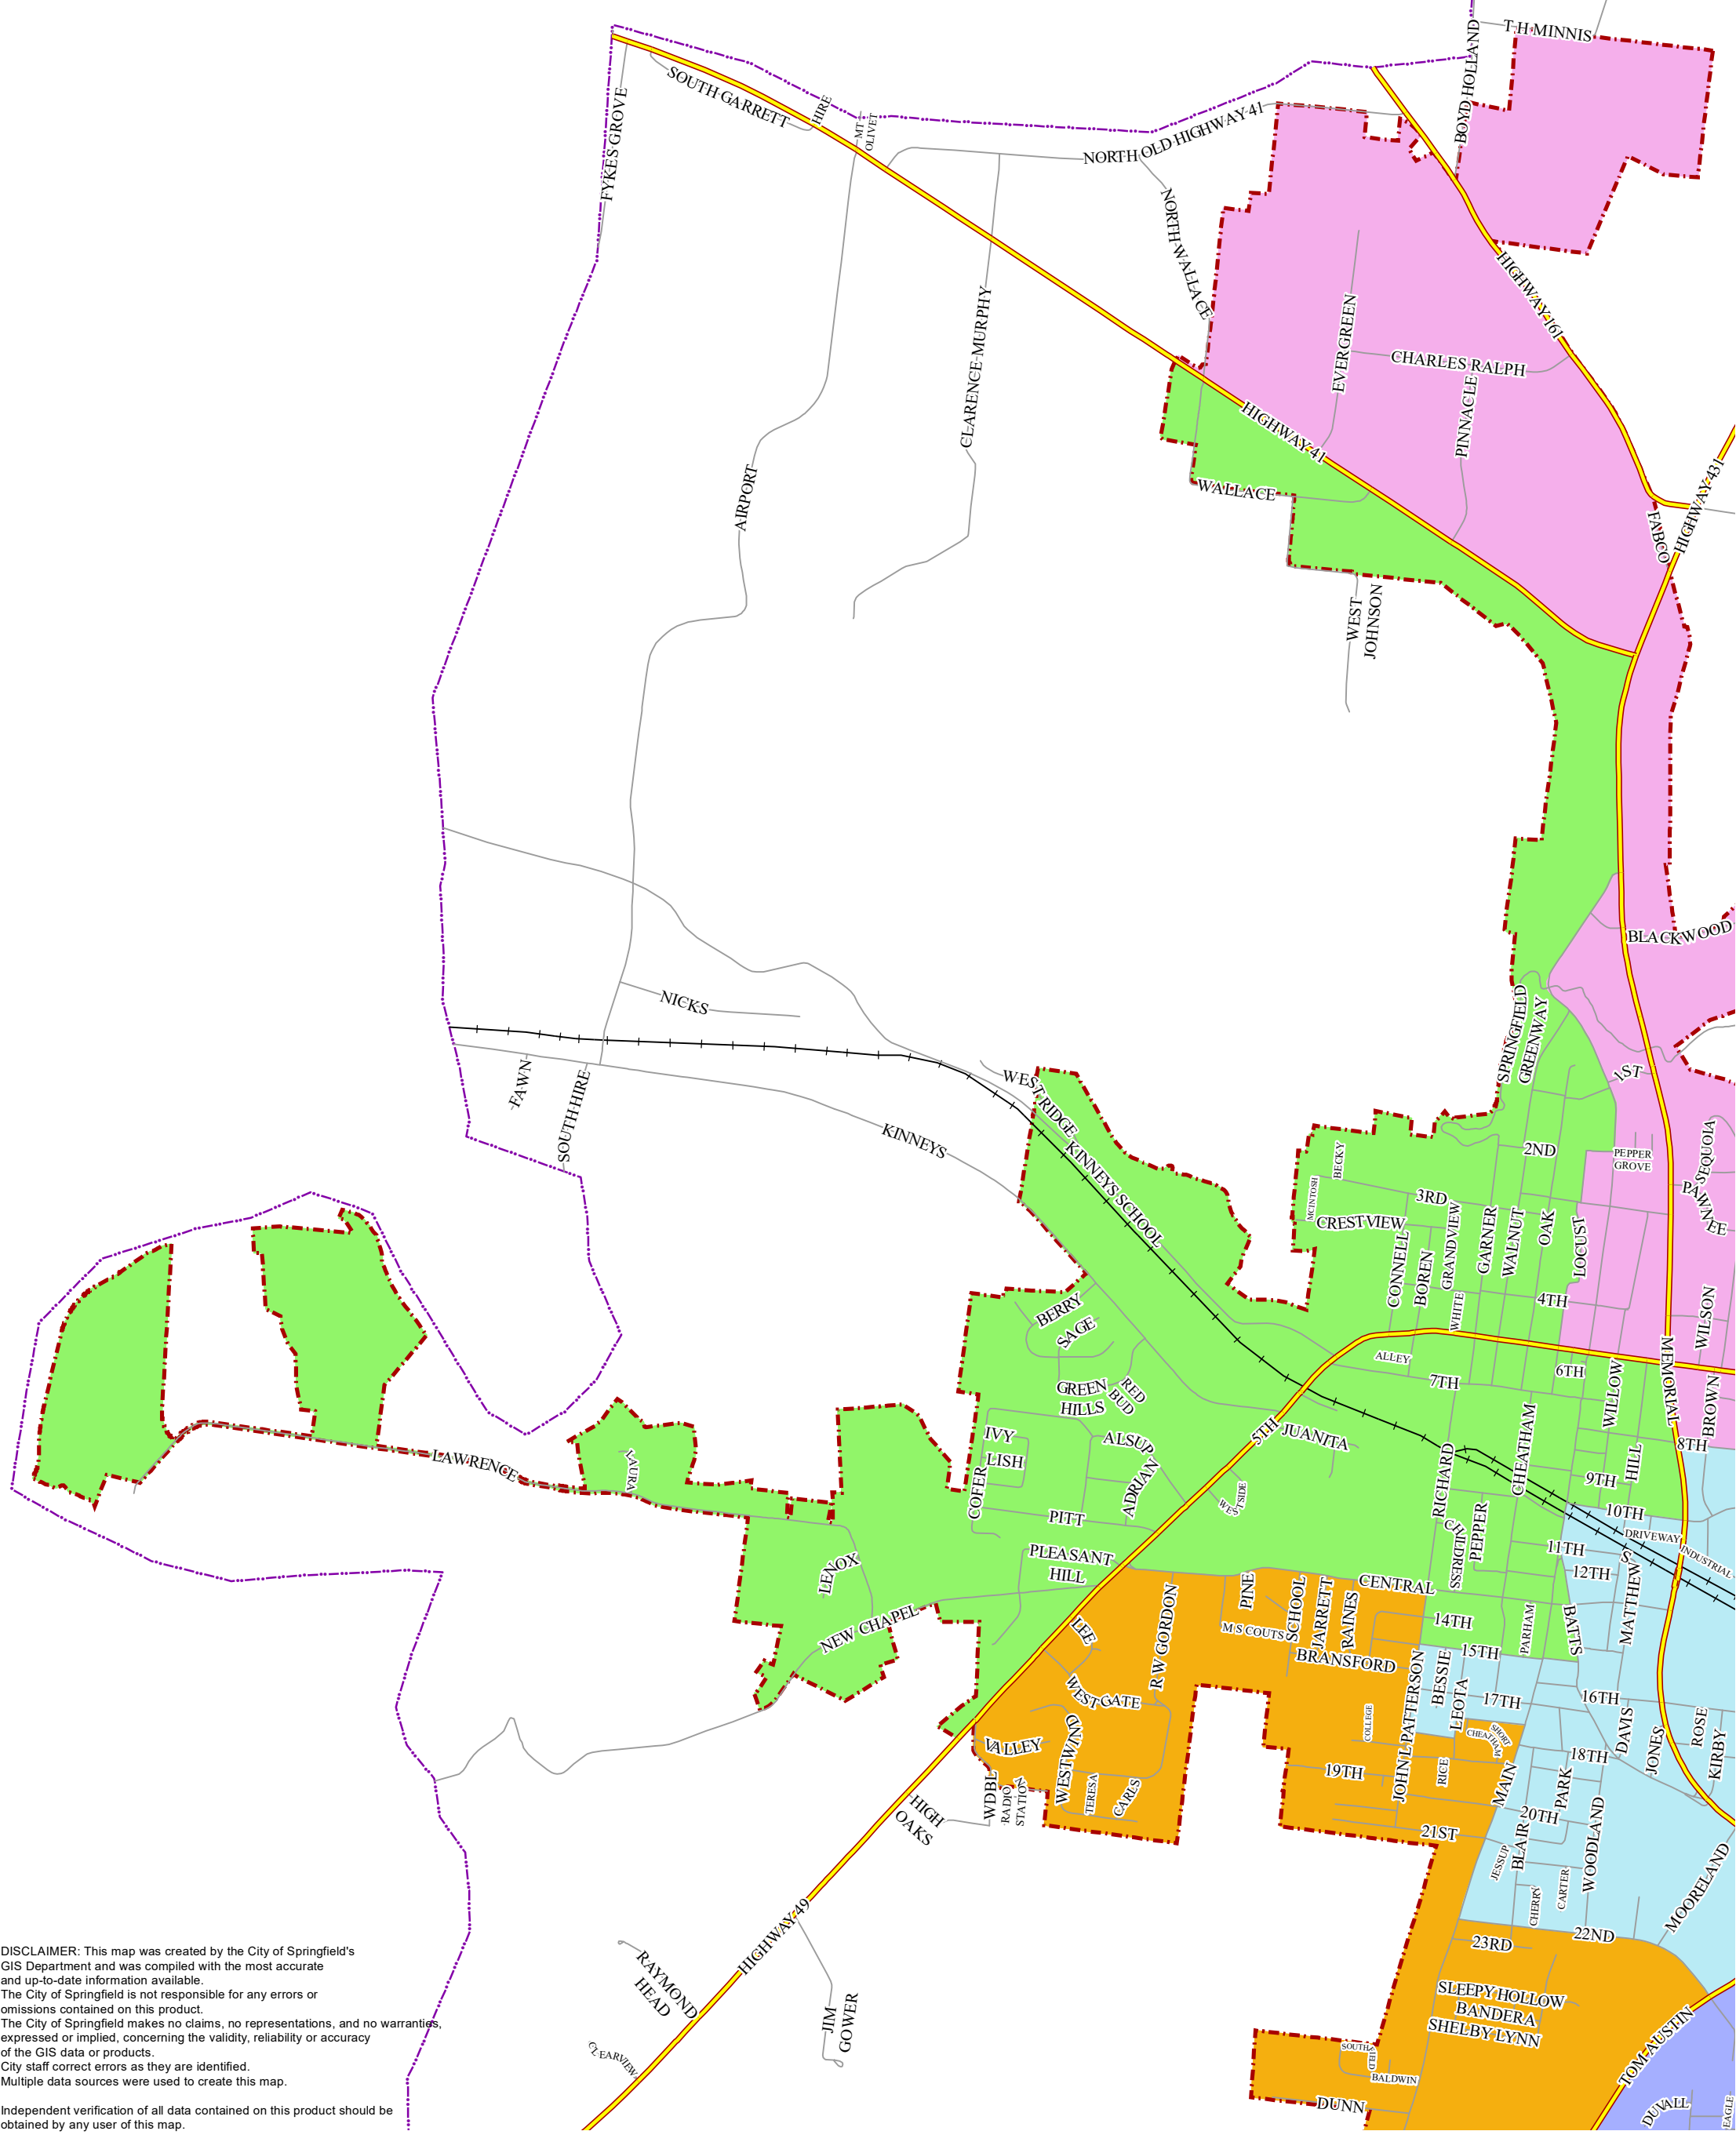 T H MINNIS
BOYD HOLLAND
SOUTH GARRETT
HIRE
MT
OLIVET
FYKES GROVE
NORTH OLD HIGHWAY 41
NORTH WALLACE
HIGHWAY 161
EVERGREEN
CHARLES RALPH
PINNACLE
CLARENCE MURPHY
HIGHWAY 41
AIRPORT
WALLACE
HIGHWAY 431
FABCO
WEST
JOHNSON
BLACKWOOD
NICKS
SPRINGFIELD
GREENWAY
1ST
FAWN
SOUTH HIRE
WEST RIDGE
KINNEYS
KINNEYS SCHOOL
BECKY
2ND
PEPPER
GROVE
SEQUOIA
PAWNEE
MCINTOSH
3RD
CRESTVIEW
CONNELL
BOREN
GRANDVIEW
GARNER
WALNUT
OAK
LOCUST
WHITE
4TH
WILSON
BERRY
SAGE
ALLEY
6TH
7TH
MEMORIAL
WILLOW
BROWN
GREEN
HILLS
RED
BUD
5TH
JUANITA
CHEATHAM
IVY
ALSUP
LISH
8TH
HILL
9TH
LAWRENCE
LAURA
COFER
ADRIAN
WESTSIDE
RICHARD
10TH
PITT
PEPPER
CHILDRESS
DRIVEWAY
INDUSTRIAL
11TH
S
12TH
PLEASANT
HILL
LENOX
CENTRAL
MATTHEW
PINE
SCHOOL
JARRETT
RAINES
14TH
PARHAM
BATTS
NEW CHAPEL
LEE
R W GORDON
M S COUTS
BRANSFORD
15TH
JOHN L PATTERSON
BESSIE
LEOTA
WESTGATE
17TH
16TH
COLLEGE
SHORT
CHEATHAM
DAVIS
JONES
ROSE
KIRBY
VALLEY
WESTWIND
18TH
19TH
RICE
MAIN
PARK
WDBL
RADIO
STATION
TERESA
CARLS
HIGH
OAKS
20TH
21ST
BLAIR
WOODLAND
JESSUP
CARTER
CHERRY
MOORELAND
22ND
23RD
HIGHWAY 49
RAYMOND
HEAD
JIM
GOWER
CLEARVIEW
SLEEPY HOLLOW
BANDERA
SHELBY LYNN
TOM AUSTIN
BALDWIN
DUNN
DUVALL
EAGLE
DISCLAIMER: This map was created by the City of Springfield's
GIS Department and was compiled with the most accurate
and up-to-date information available.
The City of Springfield is not responsible for any errors or
omissions contained on this product.
The City of Springfield makes no claims, no representations, and no warranties,
expressed or implied, concerning the validity, reliability or accuracy
of the GIS data or products.
City staff correct errors as they are identified.
Multiple data sources were used to create this map.
Independent verification of all data contained on this product should be
obtained by any user of this map.